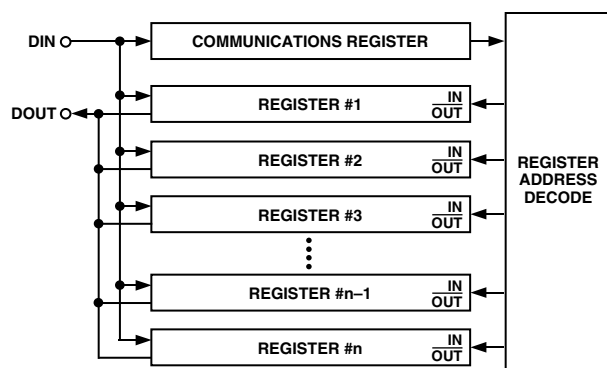 DIN
COMMUNICATIONS REGISTER
DOUT
REGISTER #1
IN
OUT
REGISTER #2
IN
OUT
REGISTER
ADDRESS
DECODE
REGISTER #3
IN
OUT
REGISTER #n–1
IN
OUT
REGISTER #n
IN
OUT